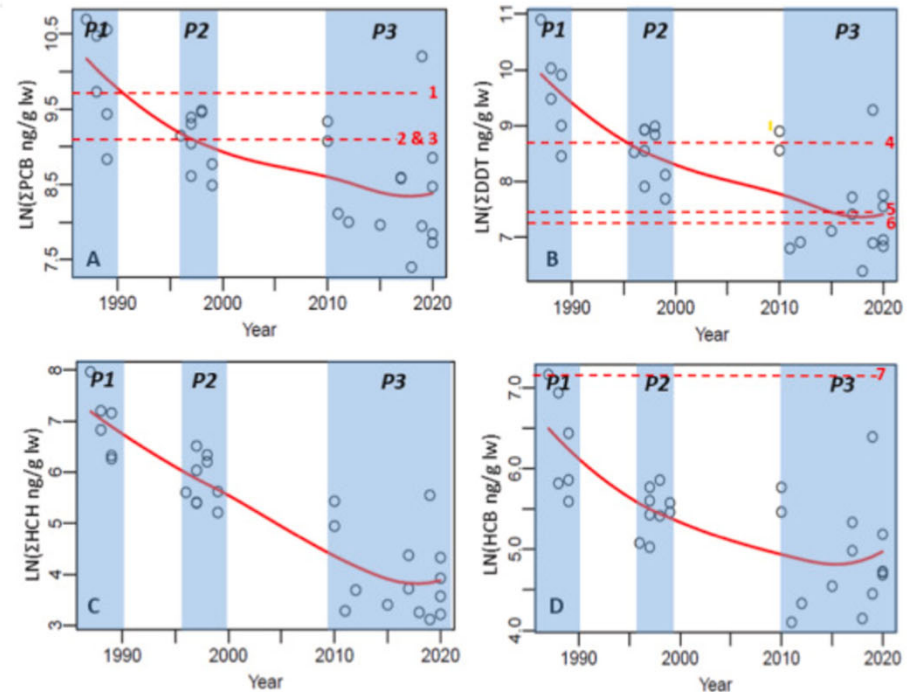 LN(ΣPCB ng/g lw)
10.5
9.5
8.5
7.5
P1
P2
P3
1
2 & 3
A
1990
2000
2010
2020
Year
LN(ΣDDT ng/g lw)
11
10
9
8
7
P1
P2
P3
4
5
6
B
1990
2000
2010
2020
Year
LN(ΣHCH ng/g lw)
8
7
6
5
4
3
P1
P2
P3
C
1990
2000
2010
2020
Year
LN(HCB ng/g lw)
7.0
6.0
5.0
4.0
P1
P2
P3
7
D
1990
2000
2010
2020
Year